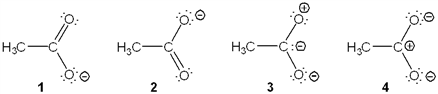 H₃C C O O ⊖ H₃C C O ⊖ O H₃C C ⊖ O ⊕ O ⊖ H₃C C ⊕ O ⊖ O ⊖
1 2 3 4